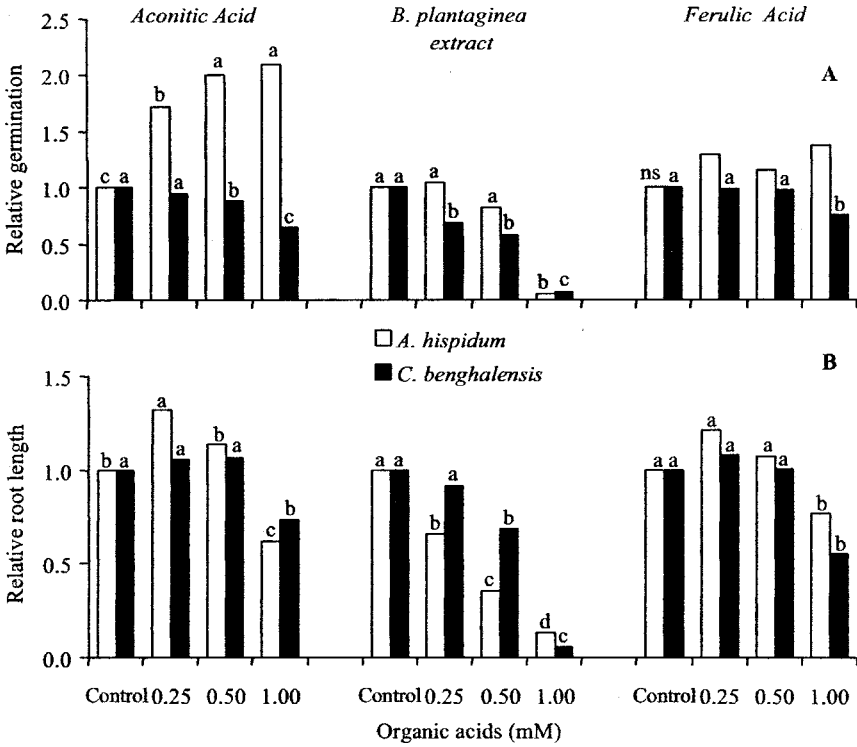 Aconitic Acid
B. plantaginea extract
Ferulic Acid
A
Relative germination
2.5
2.0
1.5
1.0
0.5
0.0
c a b a a b a c
a a a b a b b c
ns a a a b
A. hispidum
C. benghalensis
B
Relative root length
1.5
1.0
0.5
0.0
b a a a b a c b
a a b a c b d c
a a a a a a b b
Control 0.25 0.50 1.00
Control 0.25 0.50 1.00
Control 0.25 0.50 1.00
Organic acids (mM)